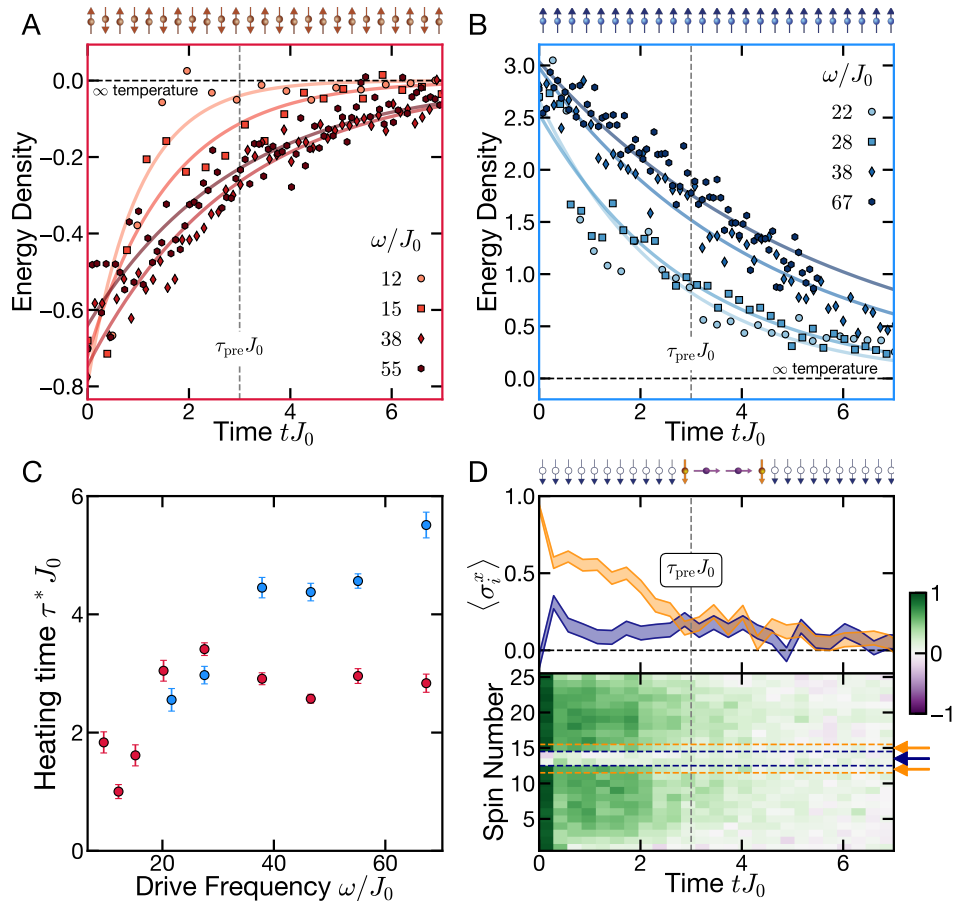 A
0.0
−0.2
−0.4
−0.6
−0.8
Energy Density
∞ temperature
ω/J₀
12
15
38
55
τpreJ₀
0
2
4
6
Time tJ₀
B
3.0
2.5
2.0
1.5
1.0
0.5
0.0
Energy Density
ω/J₀
22
28
38
67
τpreJ₀
∞ temperature
0
2
4
6
Time tJ₀
C
6
4
2
0
Heating time τ* J₀
20
40
60
Drive Frequency ω/J₀
D
1.0
0.5
0.0
⟨σᵢˣ⟩
τpreJ₀
1
0
−1
25
20
15
10
5
Spin Number
0
2
4
6
Time tJ₀